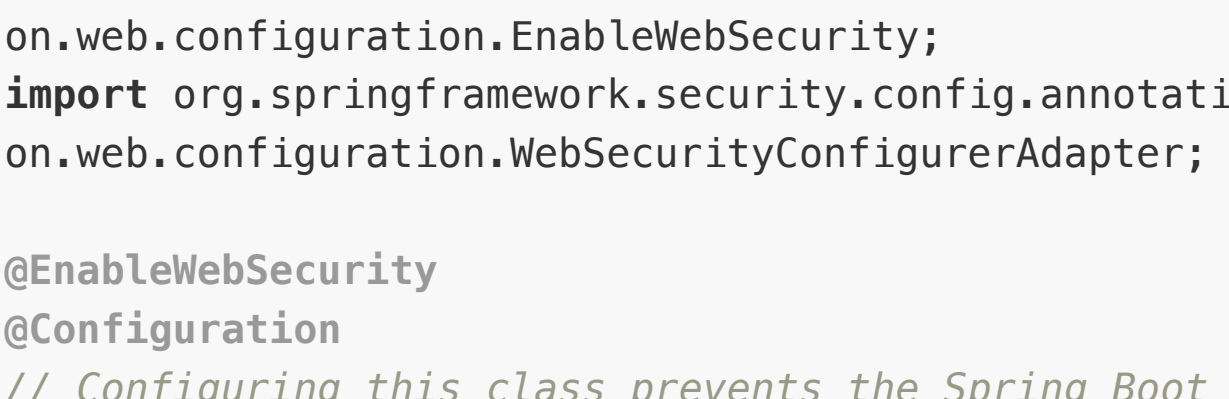 on.web.configuration.EnableWebSecurity;
import org.springframework.security.config.annotati
on.web.configuration.WebSecurityConfigurerAdapter;
@EnableWebSecurity
@Configuration
// Configuring this class prevents the Spring Boot